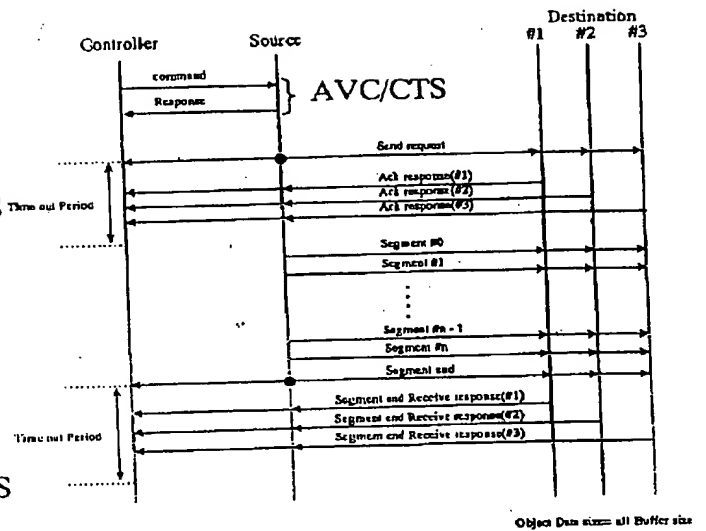 Destination
Controller
Source
#1 #2 #3
command
Response
AVC/CTS
Send request
Ack response(#1)
Ack response(#2)
Ack response(#3)
Time out Period
Segment #0
Segment #1
Segment #n - 1
Segment #n
Segment end
Segment end Receive response(#1)
Segment end Receive response(#2)
Segment end Receive response(#3)
Time out Period
S
Object Data size= all Buffer size